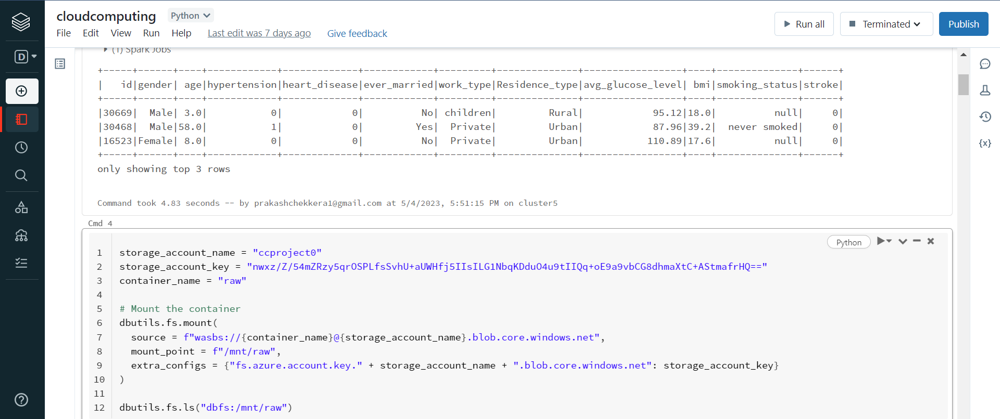 cloudcomputing Python
File Edit View Run Help Last edit was 7 days ago Give feedback
Run all Terminated Publish
D
(1) Spark Jobs
+-----+------+----+------------+-------------+------------+---------+--------------+-----------------+----+--------------+------+
|   id|gender| age|hypertension|heart_disease|ever_married|work_type|Residence_type|avg_glucose_level| bmi|smoking_status|stroke|
+-----+------+----+------------+-------------+------------+---------+--------------+-----------------+----+--------------+------+
|30669|  Male| 3.0|           0|            0|          No| children|         Rural|            95.12|18.0|          null|     0|
|30468|  Male|58.0|           1|            0|         Yes|  Private|         Urban|            87.96|39.2|  never smoked|     0|
|16523|Female| 8.0|           0|            0|          No|  Private|         Urban|           110.89|17.6|          null|     0|
+-----+------+----+------------+-------------+------------+---------+--------------+-----------------+----+--------------+------+
only showing top 3 rows
Command took 4.83 seconds -- by prakashchekkera1@gmail.com at 5/4/2023, 5:51:15 PM on cluster5
Cmd 4
Python
1 storage_account_name = "ccproject0"
2 storage_account_key = "nwxz/Z/54mZRzy5qrOSPLfsSvhU+aUWHfj5IIsILG1NbqKDduO4u9tIIQq+oE9a9vbCG8dhmaXtC+AStmafrHQ=="
3 container_name = "raw"
4
5 # Mount the container
6 dbutils.fs.mount(
7   source = f"wasbs://{container_name}@{storage_account_name}.blob.core.windows.net",
8   mount_point = f"/mnt/raw",
9   extra_configs = {"fs.azure.account.key." + storage_account_name + ".blob.core.windows.net": storage_account_key}
10 )
11
12 dbutils.fs.ls("dbfs:/mnt/raw")
{x}